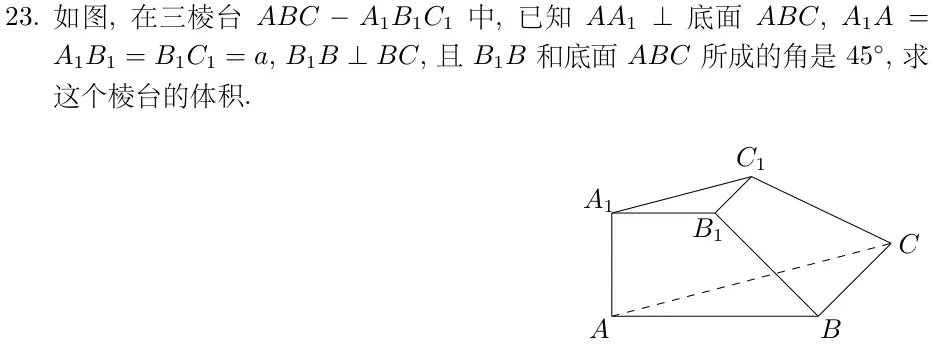 23. 如图, 在三棱台 ABC − A₁B₁C₁ 中, 已知 AA₁ ⊥ 底面 ABC, A₁A =
A₁B₁ = B₁C₁ = a, B₁B ⊥ BC, 且 B₁B 和底面 ABC 所成的角是 45°, 求
这个棱台的体积.
C₁
A₁
B₁
C
A
B